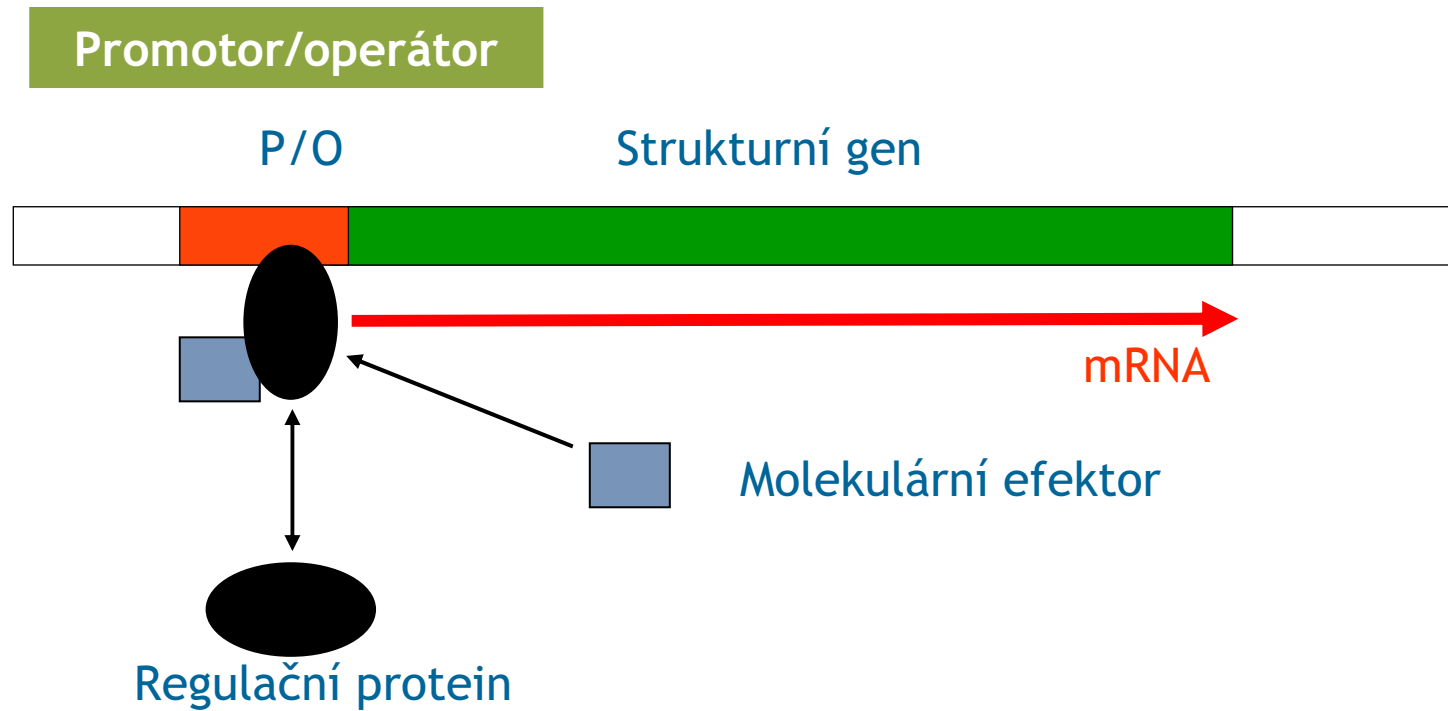 Promotor/operátor
P/O
Strukturní gen
mRNA
Molekulární efektor
Regulační protein